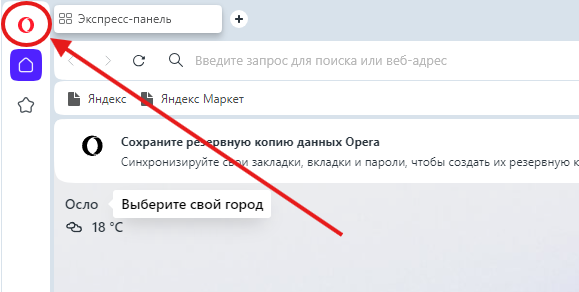 Экспресс-панель
Введите запрос для поиска или веб-адрес
Яндекс Яндекс Маркет
Сохраните резервную копию данных Opera
Синхронизируйте свои закладки, вкладки и пароли, чтобы создать их резервную к
Осло Выберите свой город
18 °C